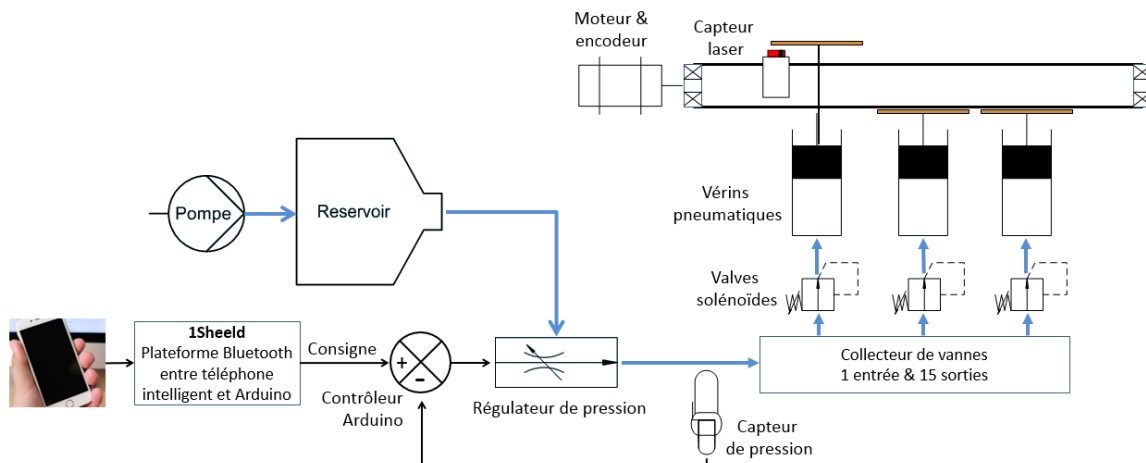 Moteur &
encodeur
Capteur
laser
Pompe
Reservoir
Vérins
pneumatiques
Valves
solénoïdes
1Sheeld
Plateforme Bluetooth
entre téléphone
intelligent et Arduino
Consigne
+
-
Contrôleur
Arduino
Régulateur de pression
Collecteur de vannes
1 entrée & 15 sorties
Capteur
de pression